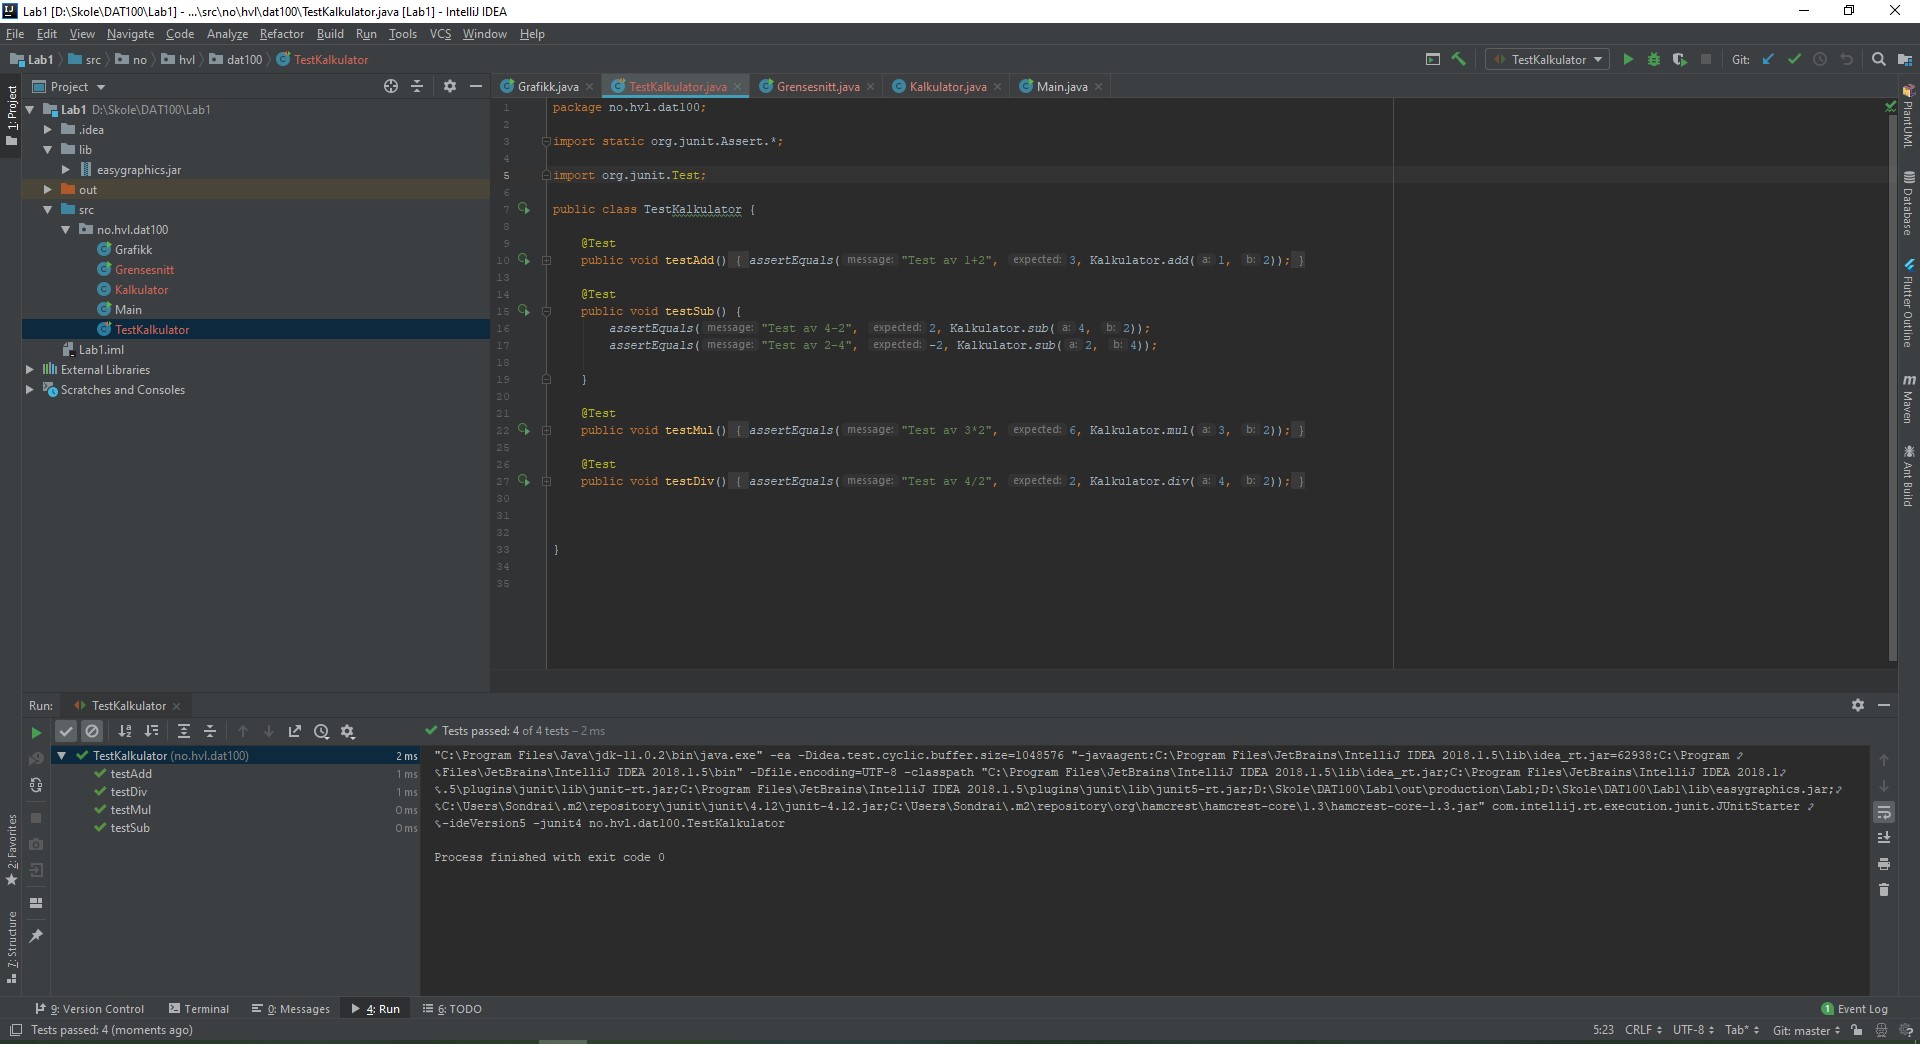 Lab1 [D:\Skole\DAT100\Lab1] - ...\src\no\hvl\dat100\TestKalkulator.java [Lab1] - IntelliJ IDEA
File Edit View Navigate Code Analyze Refactor Build Run Tools VCS Window Help
Lab1 src no hvl dat100 TestKalkulator TestKalkulator Git:
Project
Grafikk.java TestKalkulator.java Grensesnitt.java Kalkulator.java Main.java
1: Project
Lab1 D:\Skole\DAT100\Lab1
.idea
lib
easygraphics.jar
out
src
no.hvl.dat100
Grafikk
Grensesnitt
Kalkulator
Main
TestKalkulator
Lab1.iml
External Libraries
Scratches and Consoles
1 package no.hvl.dat100;
2
3 import static org.junit.Assert.*;
4
5 import org.junit.Test;
6
7 public class TestKalkulator {
8
9 @Test
10 public void testAdd() { assertEquals( message: "Test av 1+2", expected: 3, Kalkulator.add( a: 1, b: 2)); }
13
14 @Test
15 public void testSub() {
16 assertEquals( message: "Test av 4-2", expected: 2, Kalkulator.sub( a: 4, b: 2));
17 assertEquals( message: "Test av 2-4", expected: -2, Kalkulator.sub( a: 2, b: 4));
18
19 }
20
21 @Test
22 public void testMul() { assertEquals( message: "Test av 3*2", expected: 6, Kalkulator.mul( a: 3, b: 2)); }
25
26 @Test
27 public void testDiv() { assertEquals( message: "Test av 4/2", expected: 2, Kalkulator.div( a: 4, b: 2)); }
30
31
32
33 }
34
35
PlantUML
Database
Flutter Outline
Maven
Ant Build
Run: TestKalkulator
Tests passed: 4 of 4 tests – 2 ms
TestKalkulator (no.hvl.dat100) 2 ms
testAdd 1 ms
testDiv 1 ms
testMul 0 ms
testSub 0 ms
"C:\Program Files\Java\jdk-11.0.2\bin\java.exe" -ea -Didea.test.cyclic.buffer.size=1048576 "-javaagent:C:\Program Files\JetBrains\IntelliJ IDEA 2018.1.5\lib\idea_rt.jar=62938:C:\Program
Files\JetBrains\IntelliJ IDEA 2018.1.5\bin" -Dfile.encoding=UTF-8 -classpath "C:\Program Files\JetBrains\IntelliJ IDEA 2018.1.5\lib\idea_rt.jar;C:\Program Files\JetBrains\IntelliJ IDEA 2018.1
.5\plugins\junit\lib\junit-rt.jar;C:\Program Files\JetBrains\IntelliJ IDEA 2018.1.5\plugins\junit\lib\junit5-rt.jar;D:\Skole\DAT100\Lab1\out\production\Lab1;D:\Skole\DAT100\Lab1\lib\easygraphics.jar;
C:\Users\Sondrai\.m2\repository\junit\junit\4.12\junit-4.12.jar;C:\Users\Sondrai\.m2\repository\org\hamcrest\hamcrest-core\1.3\hamcrest-core-1.3.jar" com.intellij.rt.execution.junit.JUnitStarter
-ideVersion5 -junit4 no.hvl.dat100.TestKalkulator
Process finished with exit code 0
2: Favorites
7: Structure
9: Version Control Terminal 0: Messages 4: Run 6: TODO
1 Event Log
Tests passed: 4 (moments ago)
5:23 CRLF UTF-8 Tab* Git: master